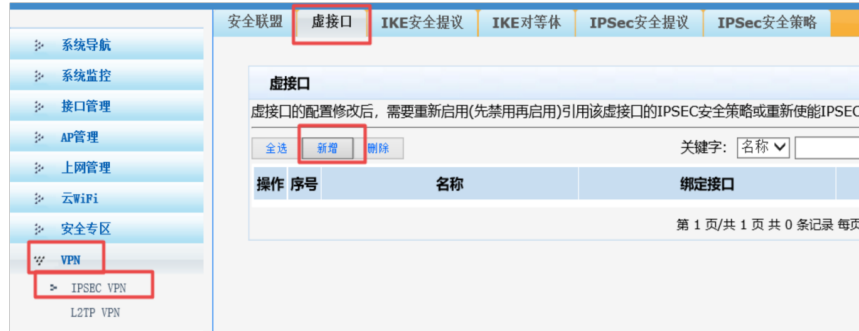 安全联盟 虚接口 IKE安全提议 IKE对等体 IPSec安全提议 IPSec安全策略
系统导航
系统监控
接口管理
AP管理
上网管理
云WiFi
安全专区
VPN
IPSEC VPN
L2TP VPN
虚接口
虚接口的配置修改后，需要重新启用(先禁用再启用)引用该虚接口的IPSEC安全策略或重新使能IPSEC
全选 新增 删除 关键字： 名称
操作 序号 名称 绑定接口
第 1 页/共 1 页 共 0 条记录 每页